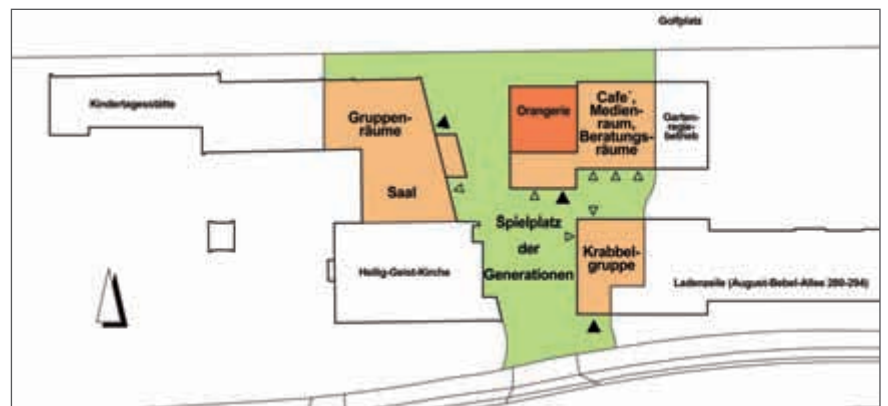 Golfplatz
Kindertagesstätte
Gruppen-
räume
Saal
Orangerie
Cafe´,
Medien-
raum,
Beratungs-
räume
Garten-
regie-
betrieb
Spielplatz
der
Generationen
Krabbel-
gruppe
Heilig-Geist-Kirche
Ladenzeile (August-Bebel-Allee 280-294)